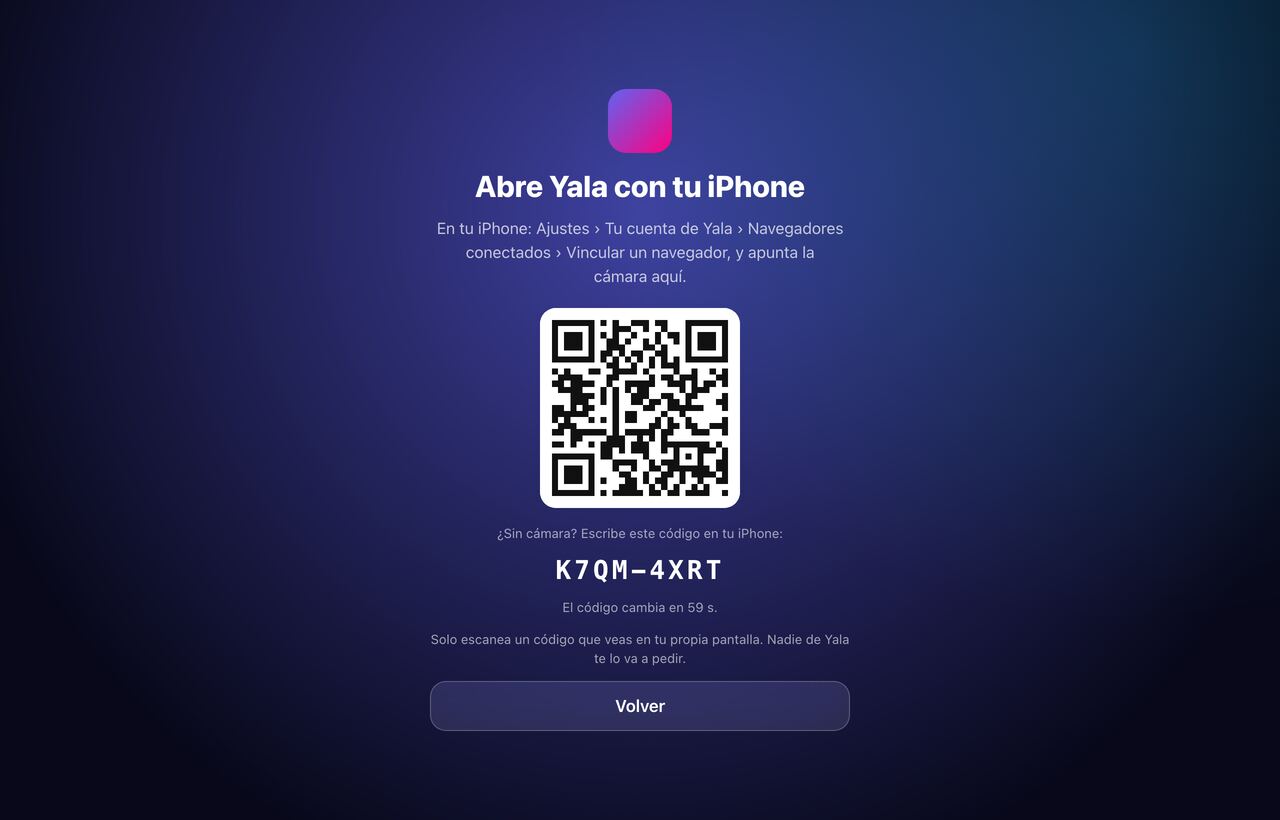 Abre Yala con tu iPhone
En tu iPhone: Ajustes › Tu cuenta de Yala › Navegadores
conectados › Vincular un navegador, y apunta la
cámara aquí.
¿Sin cámara? Escribe este código en tu iPhone:
K7QM–4XRT
El código cambia en 59 s.
Solo escanea un código que veas en tu propia pantalla. Nadie de Yala
te lo va a pedir.
Volver